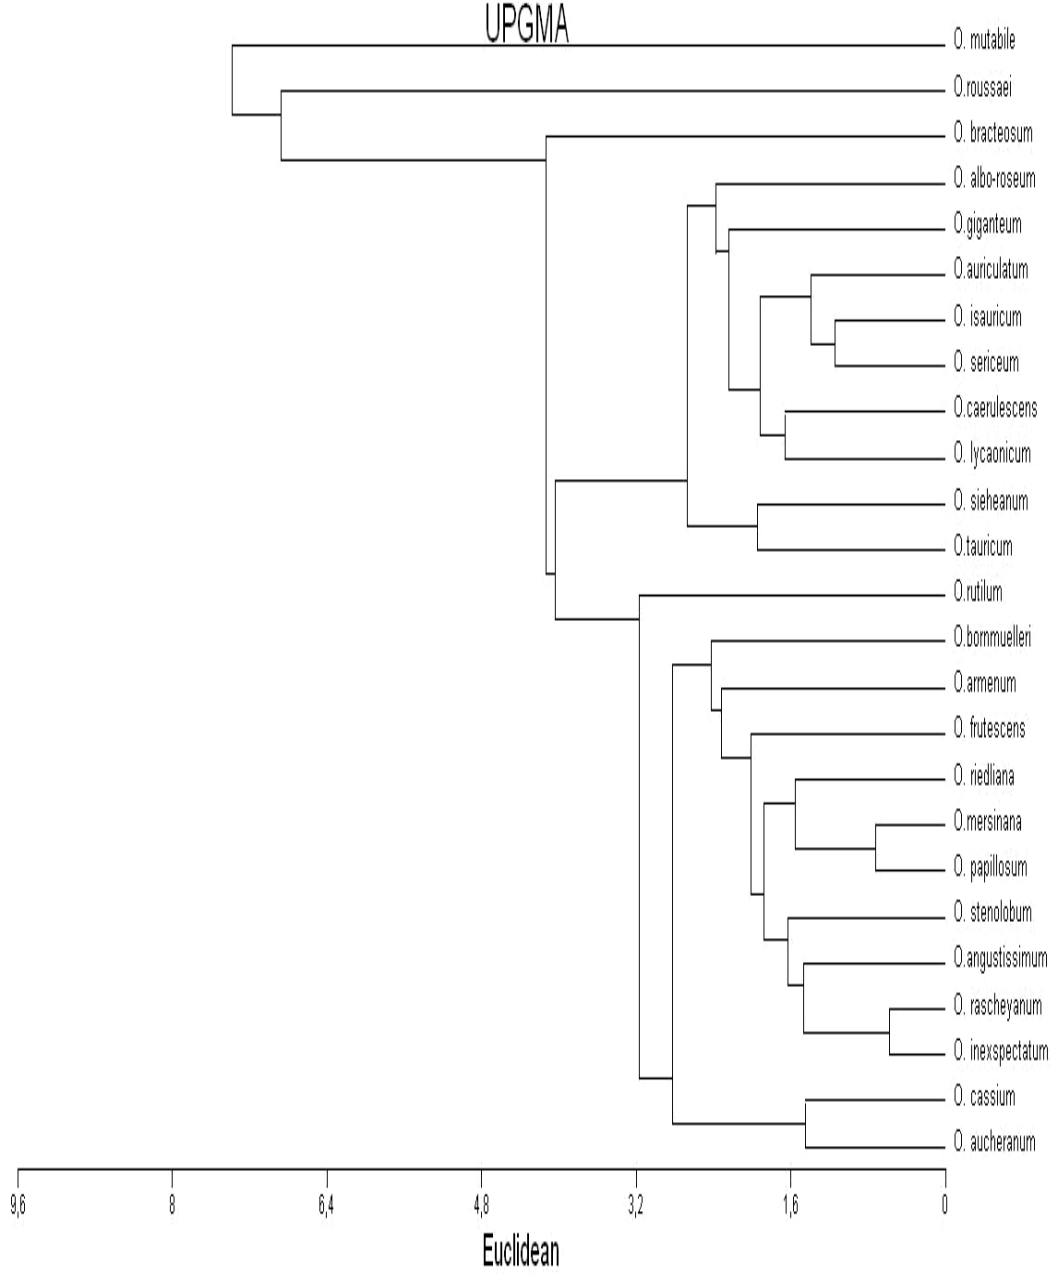 UPGMA
O. mutabile
O.roussaei
O. bracteosum
O. albo-roseum
O.giganteum
O.auriculatum
O. isauricum
O. sericeum
O.caerulescens
O. lycaonicum
O. sieheanum
O.tauricum
O.rutilum
O.bornmuelleri
O.armenum
O. frutescens
O. riedliana
O.mersinana
O. papillosum
O. stenolobum
O.angustissimum
O. rascheyanum
O. inexspectatum
O. cassium
O. aucheranum
9,6 8 6,4 4,8 3,2 1,6 0
Euclidean